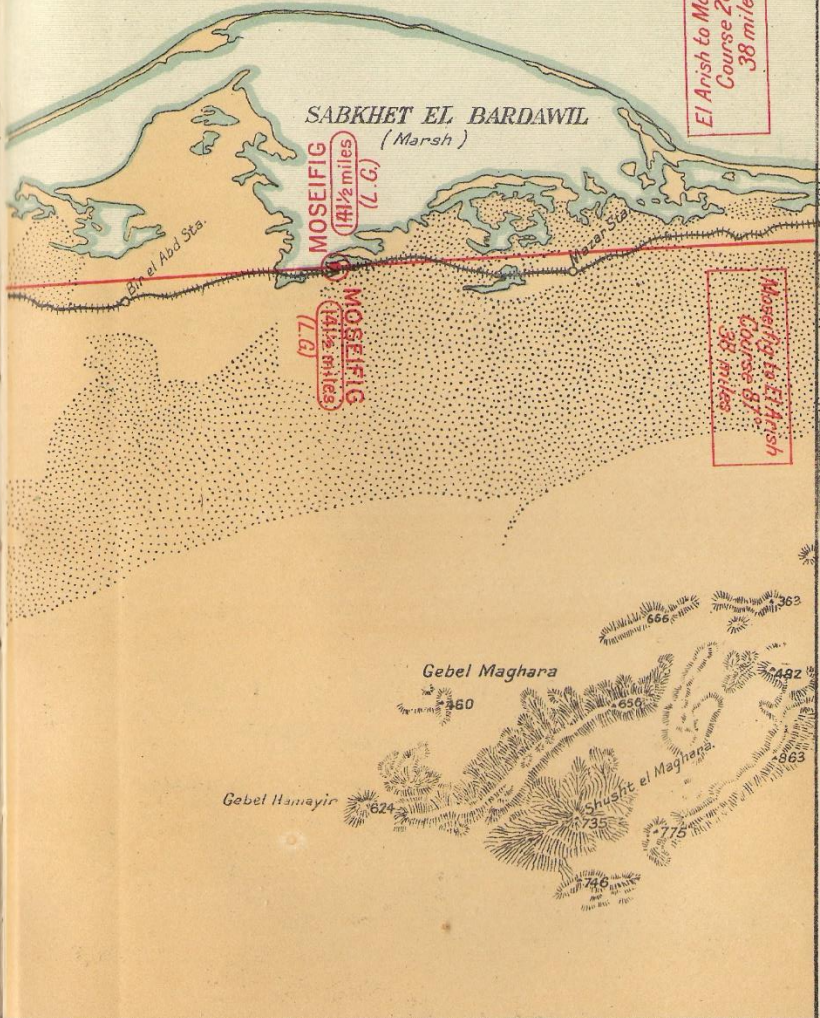 El Arish to Mo
Course 2
38 mile
SABKHET EL BARDAWIL
(Marsh)
MOSEIFIG
141½ miles
(L.G.)
Bir el Abd Sta.
Mazar Sta.
MOSEIFIG
141½ miles
(L.G)
Moseifig to El Arish
Course 87°
38 miles
363
666
Gebel Maghara
482
460
656
863
Shusht el Maghara.
Gebel Hamayir
624
735
775
746